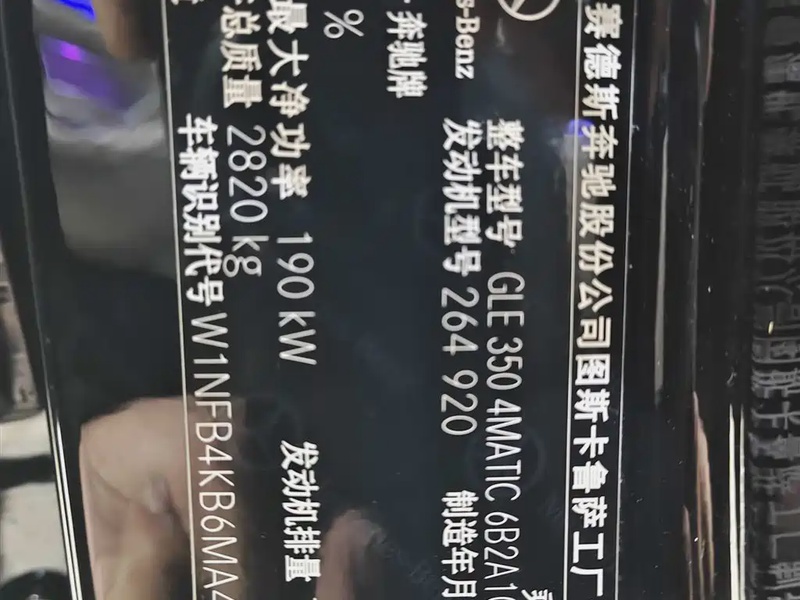 赛德斯奔驰股份公司图斯卡鲁萨工厂
整车型号 GLE 350 4MATIC 6B2A1
s-Benz 发动机型号 264 920 制造年月
奔驰牌
%
最大净功率 190 kW 发动机排量
总质量 2820 kg
车辆识别代号 W1NFB4KB6MA